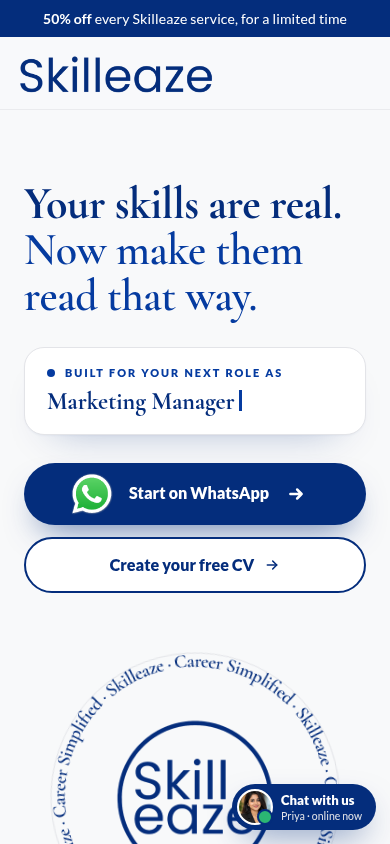 50% off every Skilleaze service, for a limited time
Skilleaze
Your skills are real.
Now make them
read that way.
BUILT FOR YOUR NEXT ROLE AS
Marketing Manager
Start on WhatsApp →
Create your free CV →
Skilleaze · Career Simplified · Skilleaze · Career Simplified · Skilleaze
Skill
eaze
Chat with us
Priya · online now